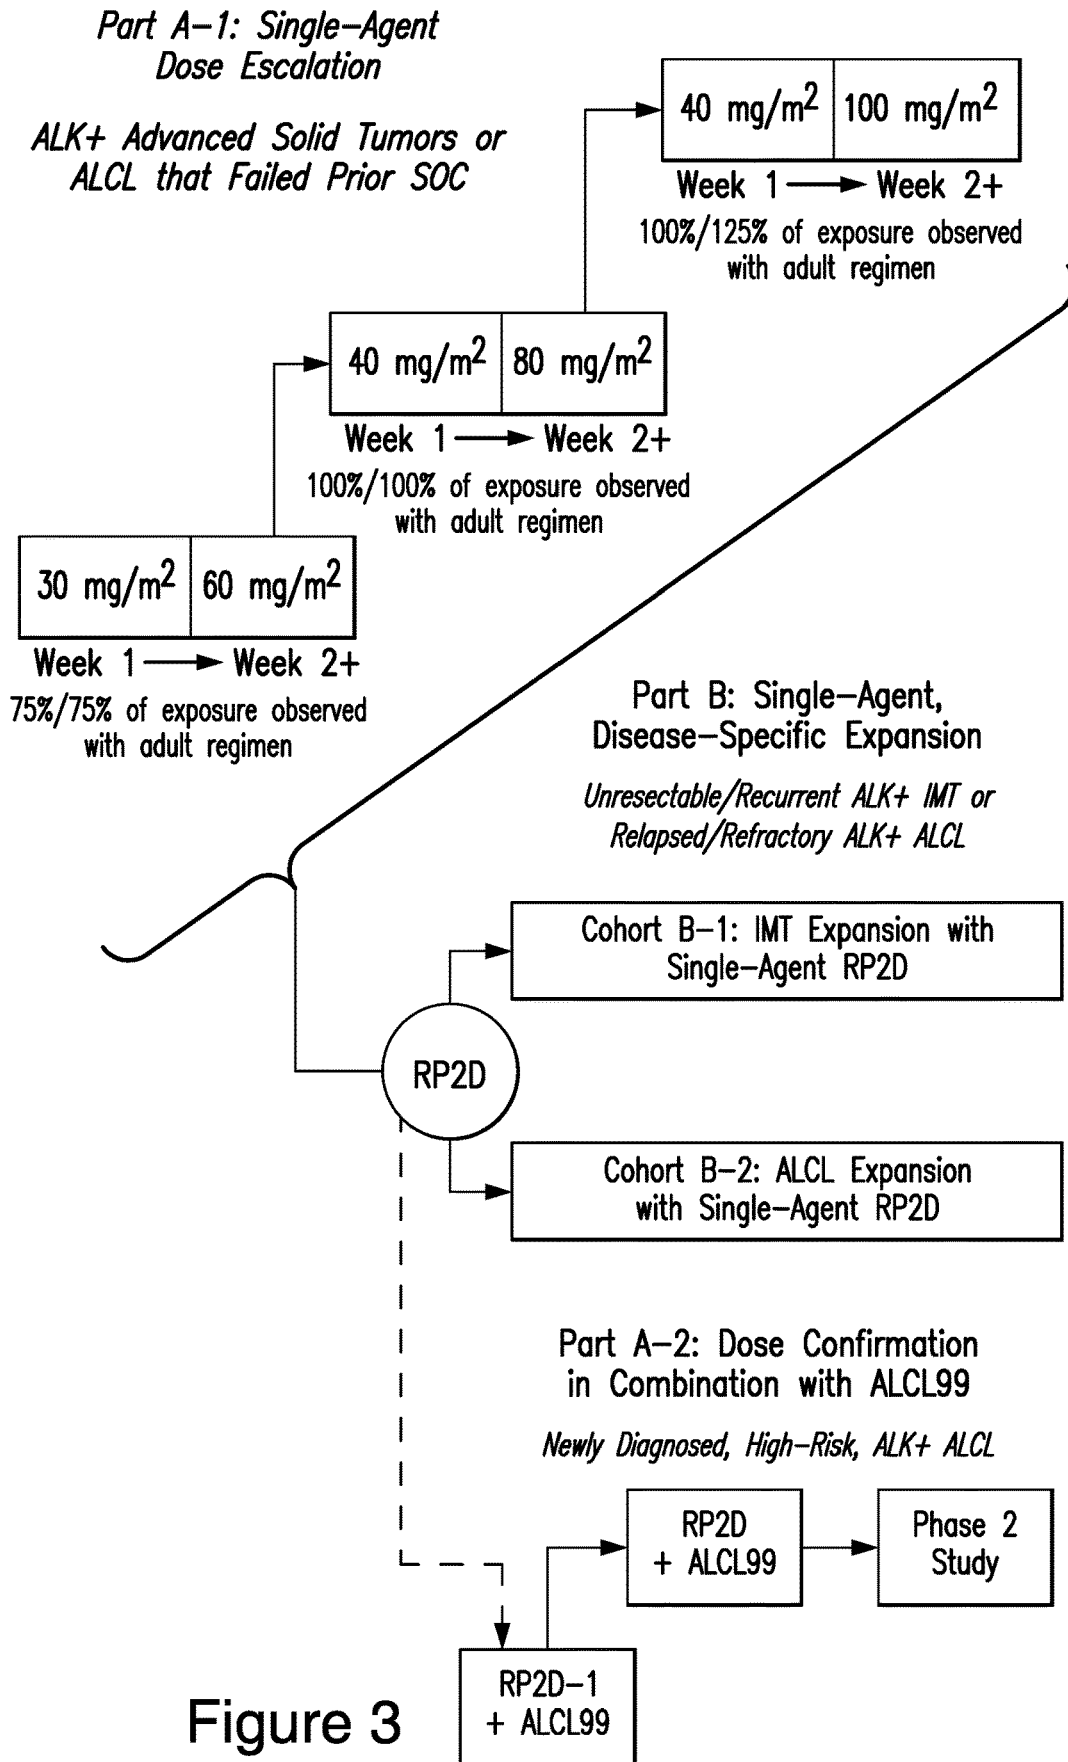 Part A-1: Single-Agent
Dose Escalation
ALK+ Advanced Solid Tumors or
ALCL that Failed Prior SOC
40 mg/m² 100 mg/m²
Week 1 Week 2+
100%/125% of exposure observed
with adult regimen
40 mg/m² 80 mg/m²
Week 1 Week 2+
100%/100% of exposure observed
with adult regimen
30 mg/m² 60 mg/m²
Week 1 Week 2+
75%/75% of exposure observed
with adult regimen
Part B: Single-Agent,
Disease-Specific Expansion
Unresectable/Recurrent ALK+ IMT or
Relapsed/Refractory ALK+ ALCL
Cohort B-1: IMT Expansion with
Single-Agent RP2D
RP2D
Cohort B-2: ALCL Expansion
with Single-Agent RP2D
Part A-2: Dose Confirmation
in Combination with ALCL99
Newly Diagnosed, High-Risk, ALK+ ALCL
RP2D
+ ALCL99
Phase 2
Study
RP2D-1
+ ALCL99
Figure 3